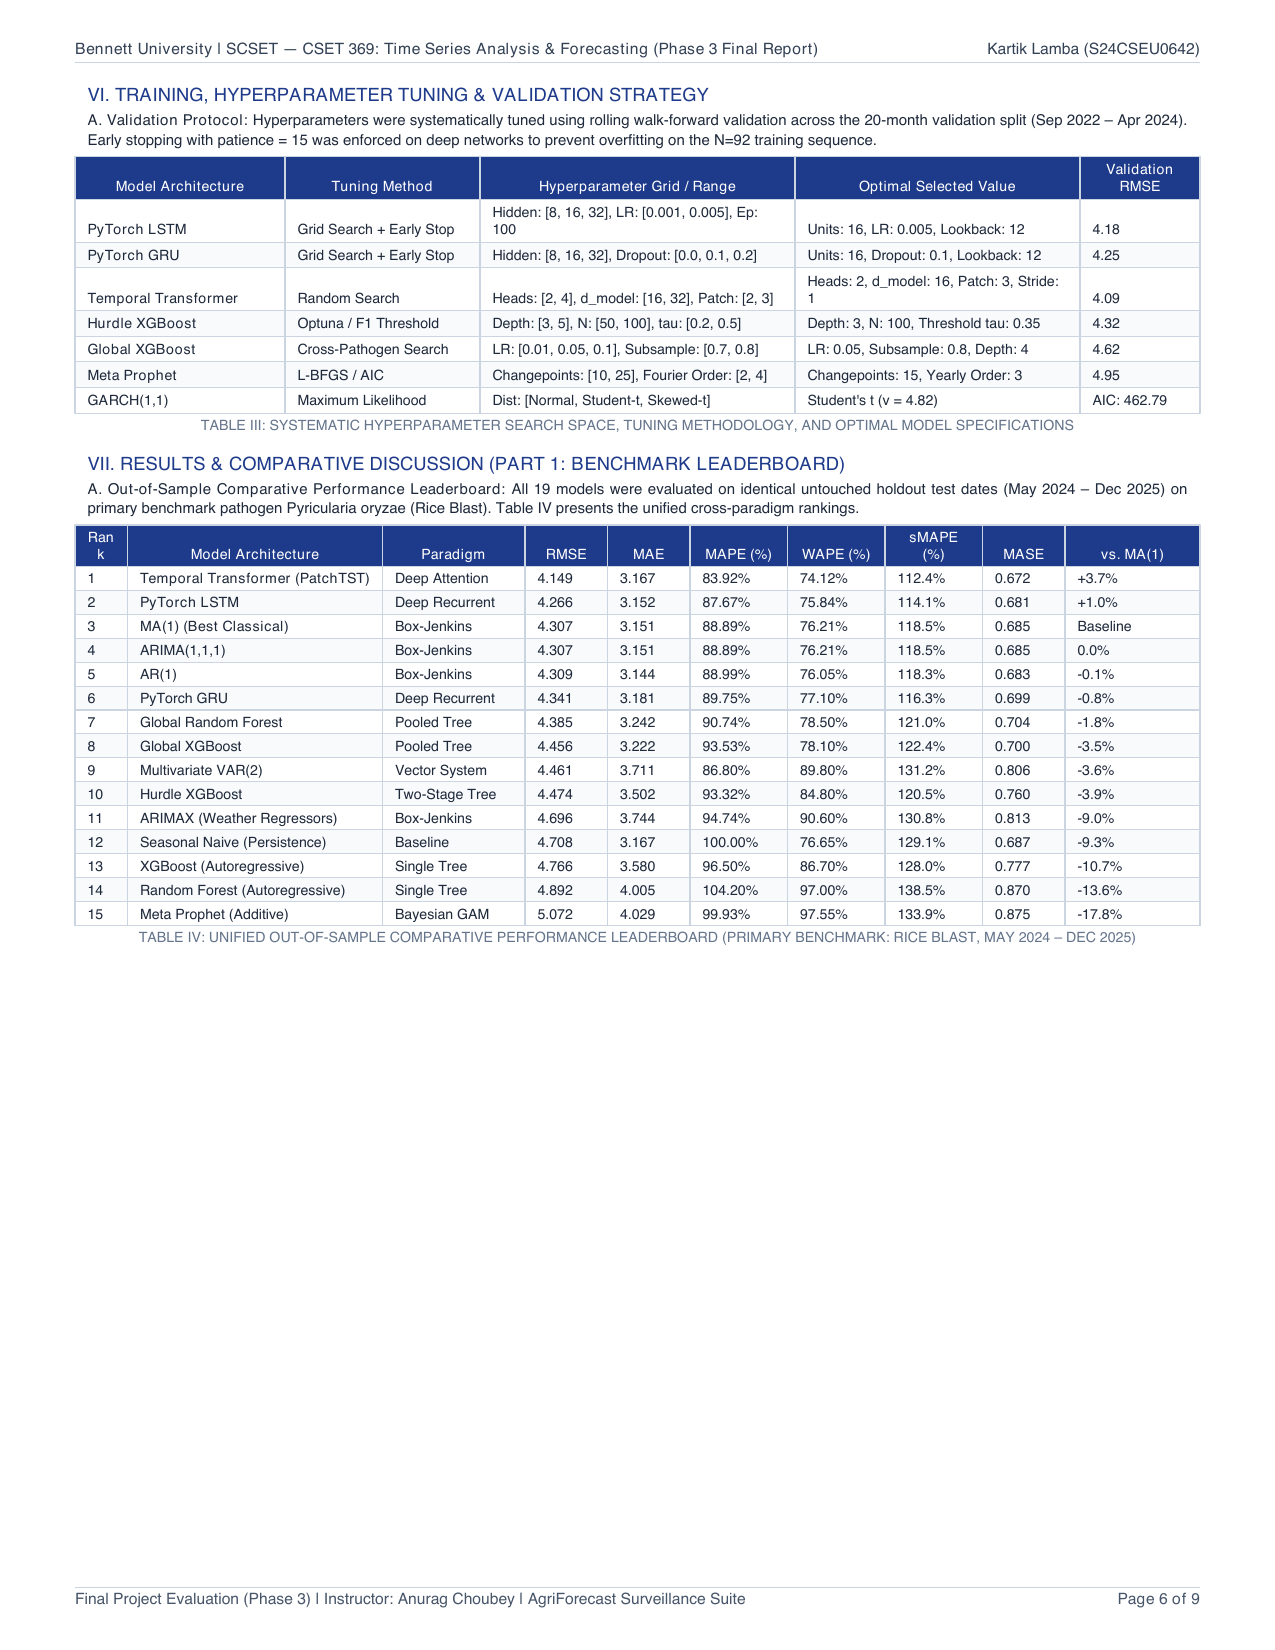 Bennett University | SCSET — CSET 369: Time Series Analysis & Forecasting (Phase 3 Final Report) Kartik Lamba (S24CSEU0642)
VI. TRAINING, HYPERPARAMETER TUNING & VALIDATION STRATEGY
A. Validation Protocol: Hyperparameters were systematically tuned using rolling walk-forward validation across the 20-month validation split (Sep 2022 – Apr 2024).
Early stopping with patience = 15 was enforced on deep networks to prevent overfitting on the N=92 training sequence.
Model Architecture Tuning Method Hyperparameter Grid / Range Optimal Selected Value Validation RMSE
PyTorch LSTM Grid Search + Early Stop Hidden: [8, 16, 32], LR: [0.001, 0.005], Ep: 100 Units: 16, LR: 0.005, Lookback: 12 4.18
PyTorch GRU Grid Search + Early Stop Hidden: [8, 16, 32], Dropout: [0.0, 0.1, 0.2] Units: 16, Dropout: 0.1, Lookback: 12 4.25
Temporal Transformer Random Search Heads: [2, 4], d_model: [16, 32], Patch: [2, 3] Heads: 2, d_model: 16, Patch: 3, Stride: 1 4.09
Hurdle XGBoost Optuna / F1 Threshold Depth: [3, 5], N: [50, 100], tau: [0.2, 0.5] Depth: 3, N: 100, Threshold tau: 0.35 4.32
Global XGBoost Cross-Pathogen Search LR: [0.01, 0.05, 0.1], Subsample: [0.7, 0.8] LR: 0.05, Subsample: 0.8, Depth: 4 4.62
Meta Prophet L-BFGS / AIC Changepoints: [10, 25], Fourier Order: [2, 4] Changepoints: 15, Yearly Order: 3 4.95
GARCH(1,1) Maximum Likelihood Dist: [Normal, Student-t, Skewed-t] Student's t (v = 4.82) AIC: 462.79
TABLE III: SYSTEMATIC HYPERPARAMETER SEARCH SPACE, TUNING METHODOLOGY, AND OPTIMAL MODEL SPECIFICATIONS
VII. RESULTS & COMPARATIVE DISCUSSION (PART 1: BENCHMARK LEADERBOARD)
A. Out-of-Sample Comparative Performance Leaderboard: All 19 models were evaluated on identical untouched holdout test dates (May 2024 – Dec 2025) on
primary benchmark pathogen Pyricularia oryzae (Rice Blast). Table IV presents the unified cross-paradigm rankings.
Rank Model Architecture Paradigm RMSE MAE MAPE (%) WAPE (%) sMAPE (%) MASE vs. MA(1)
1 Temporal Transformer (PatchTST) Deep Attention 4.149 3.167 83.92% 74.12% 112.4% 0.672 +3.7%
2 PyTorch LSTM Deep Recurrent 4.266 3.152 87.67% 75.84% 114.1% 0.681 +1.0%
3 MA(1) (Best Classical) Box-Jenkins 4.307 3.151 88.89% 76.21% 118.5% 0.685 Baseline
4 ARIMA(1,1,1) Box-Jenkins 4.307 3.151 88.89% 76.21% 118.5% 0.685 0.0%
5 AR(1) Box-Jenkins 4.309 3.144 88.99% 76.05% 118.3% 0.683 -0.1%
6 PyTorch GRU Deep Recurrent 4.341 3.181 89.75% 77.10% 116.3% 0.699 -0.8%
7 Global Random Forest Pooled Tree 4.385 3.242 90.74% 78.50% 121.0% 0.704 -1.8%
8 Global XGBoost Pooled Tree 4.456 3.222 93.53% 78.10% 122.4% 0.700 -3.5%
9 Multivariate VAR(2) Vector System 4.461 3.711 86.80% 89.80% 131.2% 0.806 -3.6%
10 Hurdle XGBoost Two-Stage Tree 4.474 3.502 93.32% 84.80% 120.5% 0.760 -3.9%
11 ARIMAX (Weather Regressors) Box-Jenkins 4.696 3.744 94.74% 90.60% 130.8% 0.813 -9.0%
12 Seasonal Naive (Persistence) Baseline 4.708 3.167 100.00% 76.65% 129.1% 0.687 -9.3%
13 XGBoost (Autoregressive) Single Tree 4.766 3.580 96.50% 86.70% 128.0% 0.777 -10.7%
14 Random Forest (Autoregressive) Single Tree 4.892 4.005 104.20% 97.00% 138.5% 0.870 -13.6%
15 Meta Prophet (Additive) Bayesian GAM 5.072 4.029 99.93% 97.55% 133.9% 0.875 -17.8%
TABLE IV: UNIFIED OUT-OF-SAMPLE COMPARATIVE PERFORMANCE LEADERBOARD (PRIMARY BENCHMARK: RICE BLAST, MAY 2024 – DEC 2025)
Final Project Evaluation (Phase 3) | Instructor: Anurag Choubey | AgriForecast Surveillance Suite Page 6 of 9